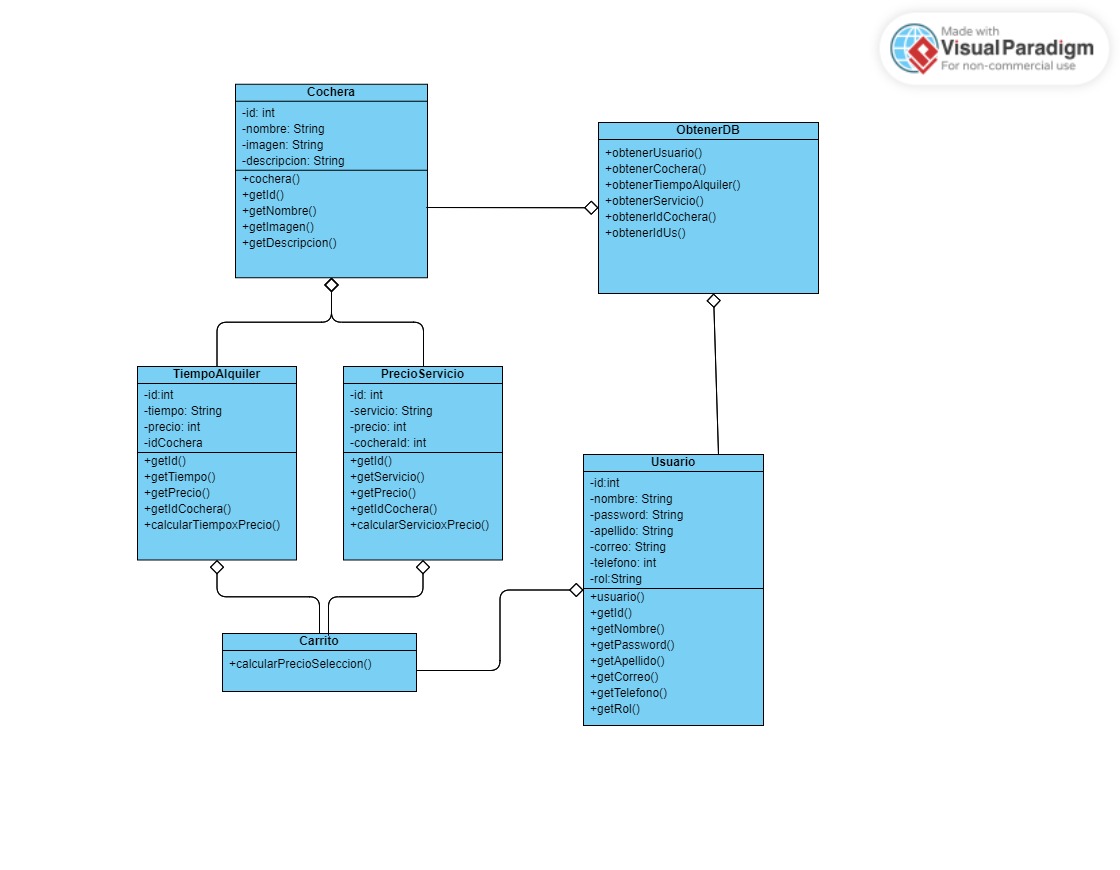 Made with
Visual Paradigm
For non-commercial use
Cochera
-id: int
-nombre: String
-imagen: String
-descripcion: String
+cochera()
+getId()
+getNombre()
+getImagen()
+getDescripcion()
ObtenerDB
+obtenerUsuario()
+obtenerCochera()
+obtenerTiempoAlquiler()
+obtenerServicio()
+obtenerIdCochera()
+obtenerIdUs()
TiempoAlquiler
-id:int
-tiempo: String
-precio: int
-idCochera
+getId()
+getTiempo()
+getPrecio()
+getIdCochera()
+calcularTiempoxPrecio()
PrecioServicio
-id: int
-servicio: String
-precio: int
-cocheraId: int
+getId()
+getServicio()
+getPrecio()
+getIdCochera()
+calcularServicioxPrecio()
Usuario
-id:int
-nombre: String
-password: String
-apellido: String
-correo: String
-telefono: int
-rol:String
+usuario()
+getId()
+getNombre()
+getPassword()
+getApellido()
+getCorreo()
+getTelefono()
+getRol()
Carrito
+calcularPrecioSeleccion()